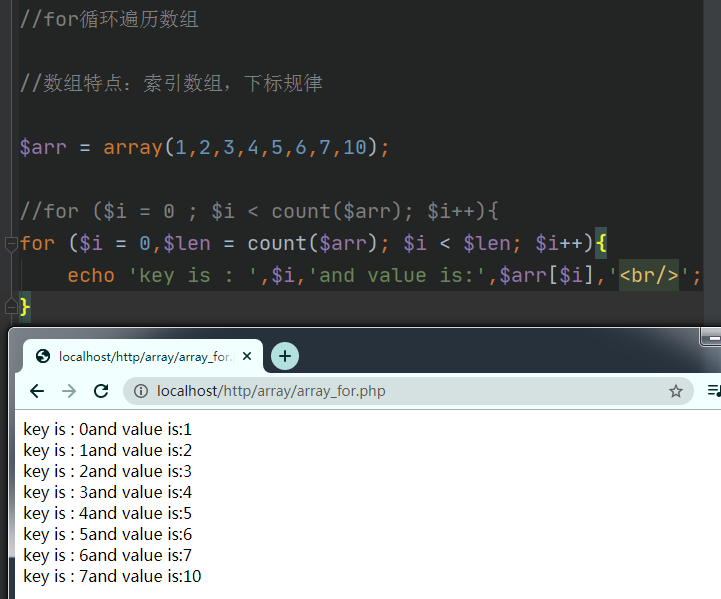 //for循环遍历数组
//数组特点：索引数组，下标规律
$arr = array(1,2,3,4,5,6,7,10);
//for ($i = 0 ; $i < count($arr); $i++){
for ($i = 0,$len = count($arr); $i < $len; $i++){
    echo 'key is : ',$i,'and value is:',$arr[$i],'<br/>';
}
localhost/http/array/array_for.
localhost/http/array/array_for.php
key is : 0and value is:1
key is : 1and value is:2
key is : 2and value is:3
key is : 3and value is:4
key is : 4and value is:5
key is : 5and value is:6
key is : 6and value is:7
key is : 7and value is:10